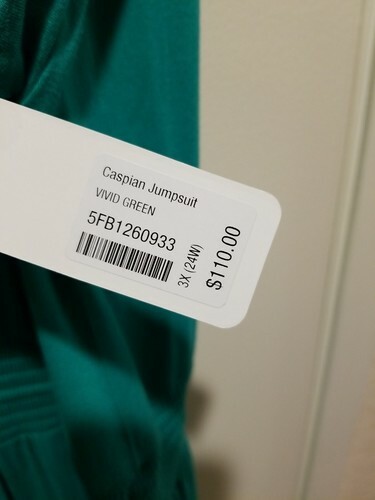 Caspian Jumpsuit
VIVID GREEN
5FB1260933
3X (24W)
$110.00